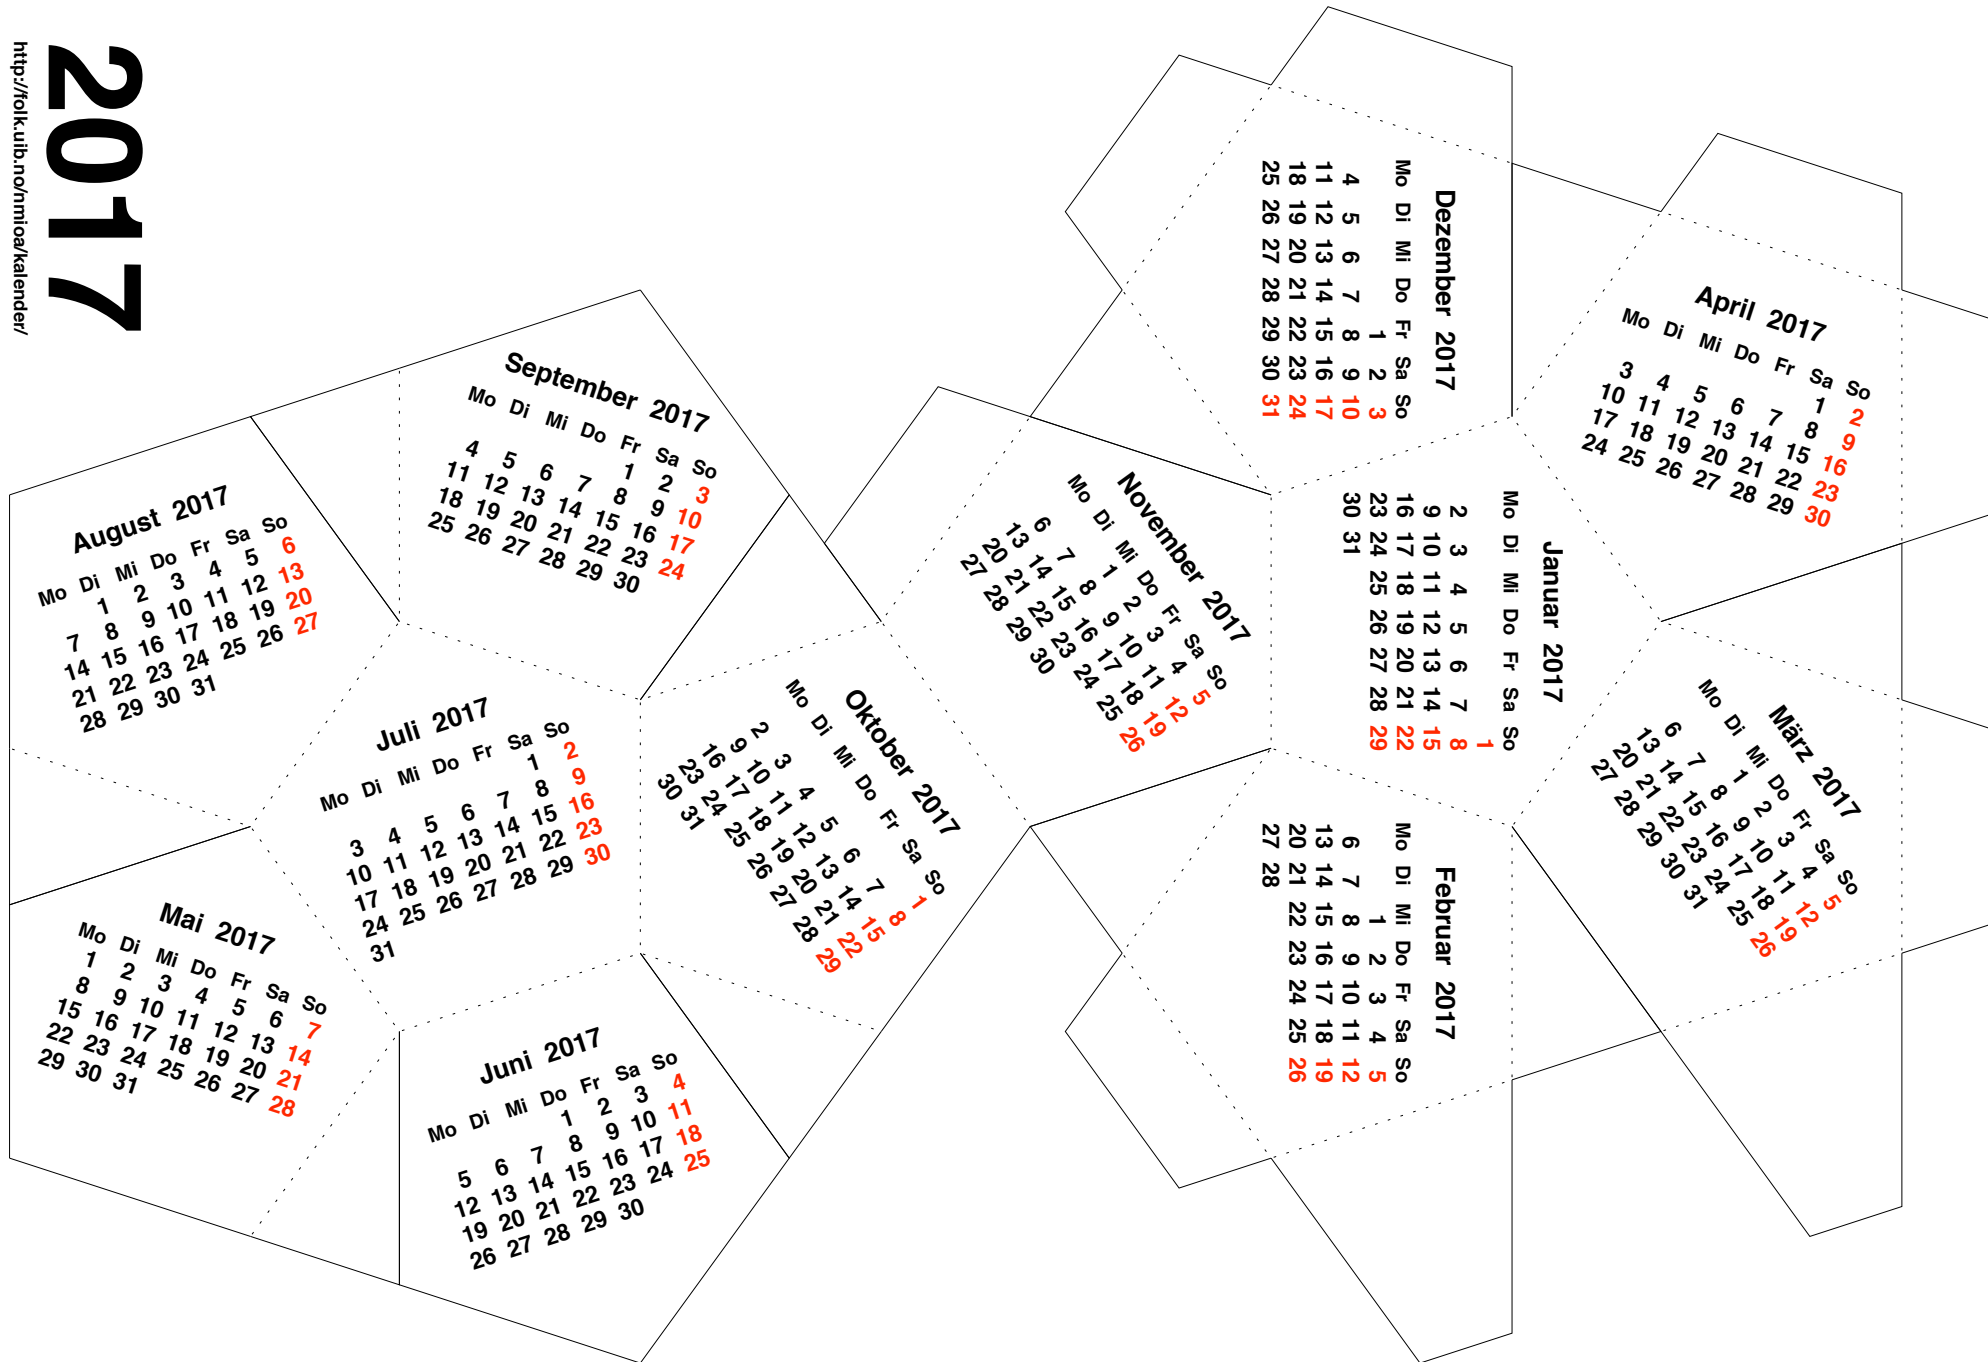 2017
http://folk.uib.no/nmioa/kalender/
Januar 2017
Mo Di Mi Do Fr Sa So
1
2 3 4 5 6 7 8
9 10 11 12 13 14 15
16 17 18 19 20 21 22
23 24 25 26 27 28 29
30 31
Februar 2017
Mo Di Mi Do Fr Sa So
1 2 3 4 5
6 7 8 9 10 11 12
13 14 15 16 17 18 19
20 21 22 23 24 25 26
27 28
März 2017
Mo Di Mi Do Fr Sa So
1 2 3 4 5
6 7 8 9 10 11 12
13 14 15 16 17 18 19
20 21 22 23 24 25 26
27 28 29 30 31
April 2017
Mo Di Mi Do Fr Sa So
1 2
3 4 5 6 7 8 9
10 11 12 13 14 15 16
17 18 19 20 21 22 23
24 25 26 27 28 29 30
Mai 2017
Mo Di Mi Do Fr Sa So
1 2 3 4 5 6 7
8 9 10 11 12 13 14
15 16 17 18 19 20 21
22 23 24 25 26 27 28
29 30 31
Juni 2017
Mo Di Mi Do Fr Sa So
1 2 3 4
5 6 7 8 9 10 11
12 13 14 15 16 17 18
19 20 21 22 23 24 25
26 27 28 29 30
Juli 2017
Mo Di Mi Do Fr Sa So
1 2
3 4 5 6 7 8 9
10 11 12 13 14 15 16
17 18 19 20 21 22 23
24 25 26 27 28 29 30
31
August 2017
Mo Di Mi Do Fr Sa So
1 2 3 4 5 6
7 8 9 10 11 12 13
14 15 16 17 18 19 20
21 22 23 24 25 26 27
28 29 30 31
September 2017
Mo Di Mi Do Fr Sa So
1 2 3
4 5 6 7 8 9 10
11 12 13 14 15 16 17
18 19 20 21 22 23 24
25 26 27 28 29 30
Oktober 2017
Mo Di Mi Do Fr Sa So
1
2 3 4 5 6 7 8
9 10 11 12 13 14 15
16 17 18 19 20 21 22
23 24 25 26 27 28 29
30 31
November 2017
Mo Di Mi Do Fr Sa So
1 2 3 4 5
6 7 8 9 10 11 12
13 14 15 16 17 18 19
20 21 22 23 24 25 26
27 28 29 30
Dezember 2017
Mo Di Mi Do Fr Sa So
1 2 3
4 5 6 7 8 9 10
11 12 13 14 15 16 17
18 19 20 21 22 23 24
25 26 27 28 29 30 31